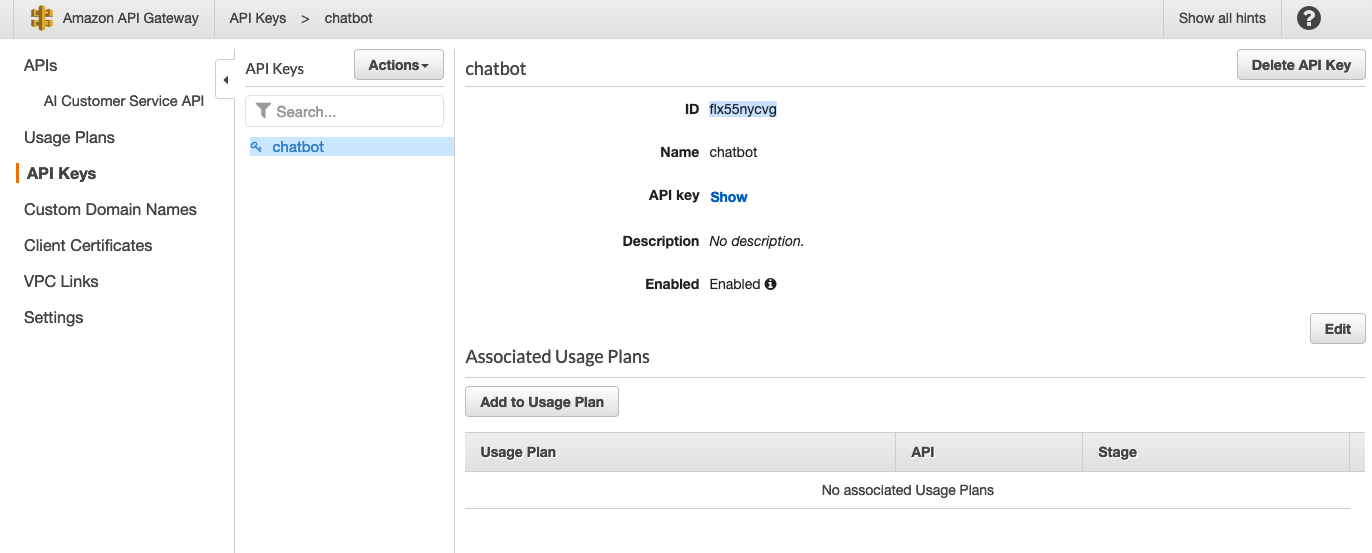 Amazon API Gateway
API Keys > chatbot
Show all hints
?
APIs
AI Customer Service API
Usage Plans
API Keys
Custom Domain Names
Client Certificates
VPC Links
Settings
API Keys
Actions
Search...
chatbot
chatbot
Delete API Key
ID flx55nycvg
Name chatbot
API key Show
Description No description.
Enabled Enabled
Edit
Associated Usage Plans
Add to Usage Plan
Usage Plan API Stage
No associated Usage Plans